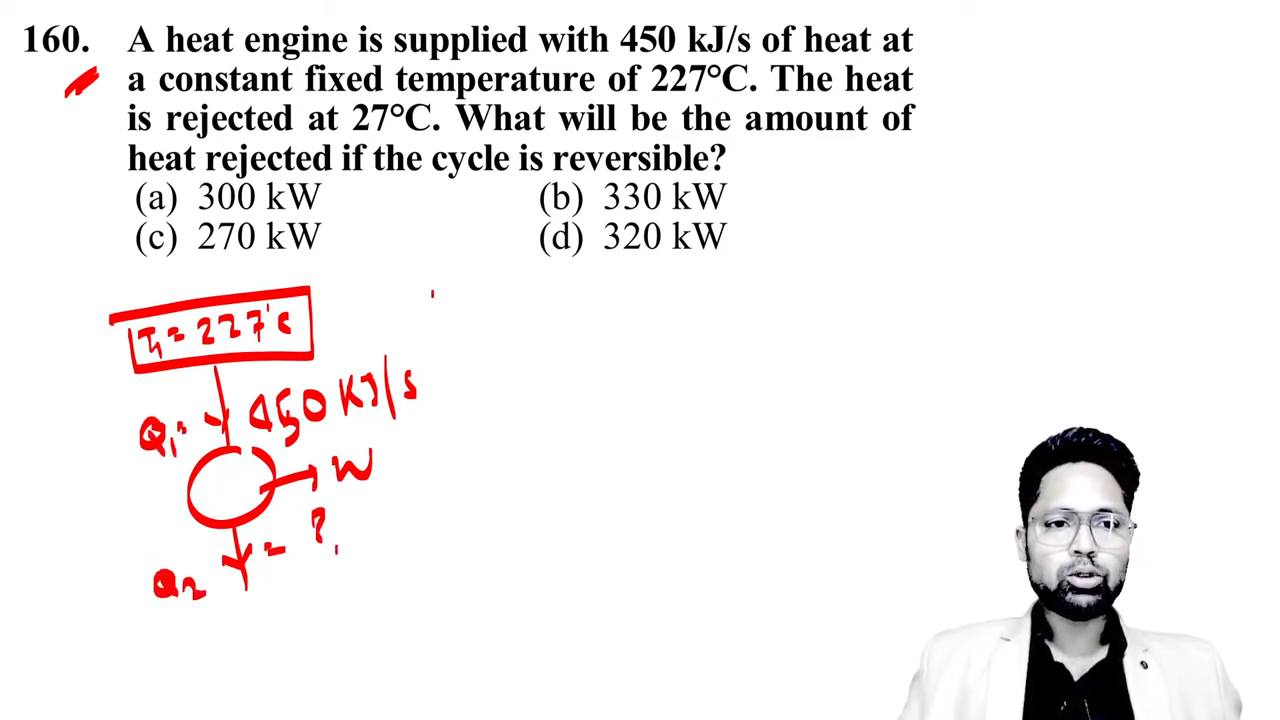 160. A heat engine is supplied with 450 kJ/s of heat at
a constant fixed temperature of 227°C. The heat
is rejected at 27°C. What will be the amount of
heat rejected if the cycle is reversible?
(a) 300 kW (b) 330 kW
(c) 270 kW (d) 320 kW
T1 = 227°C
Q1 = 450 KJ/s
W
Q2 = ?